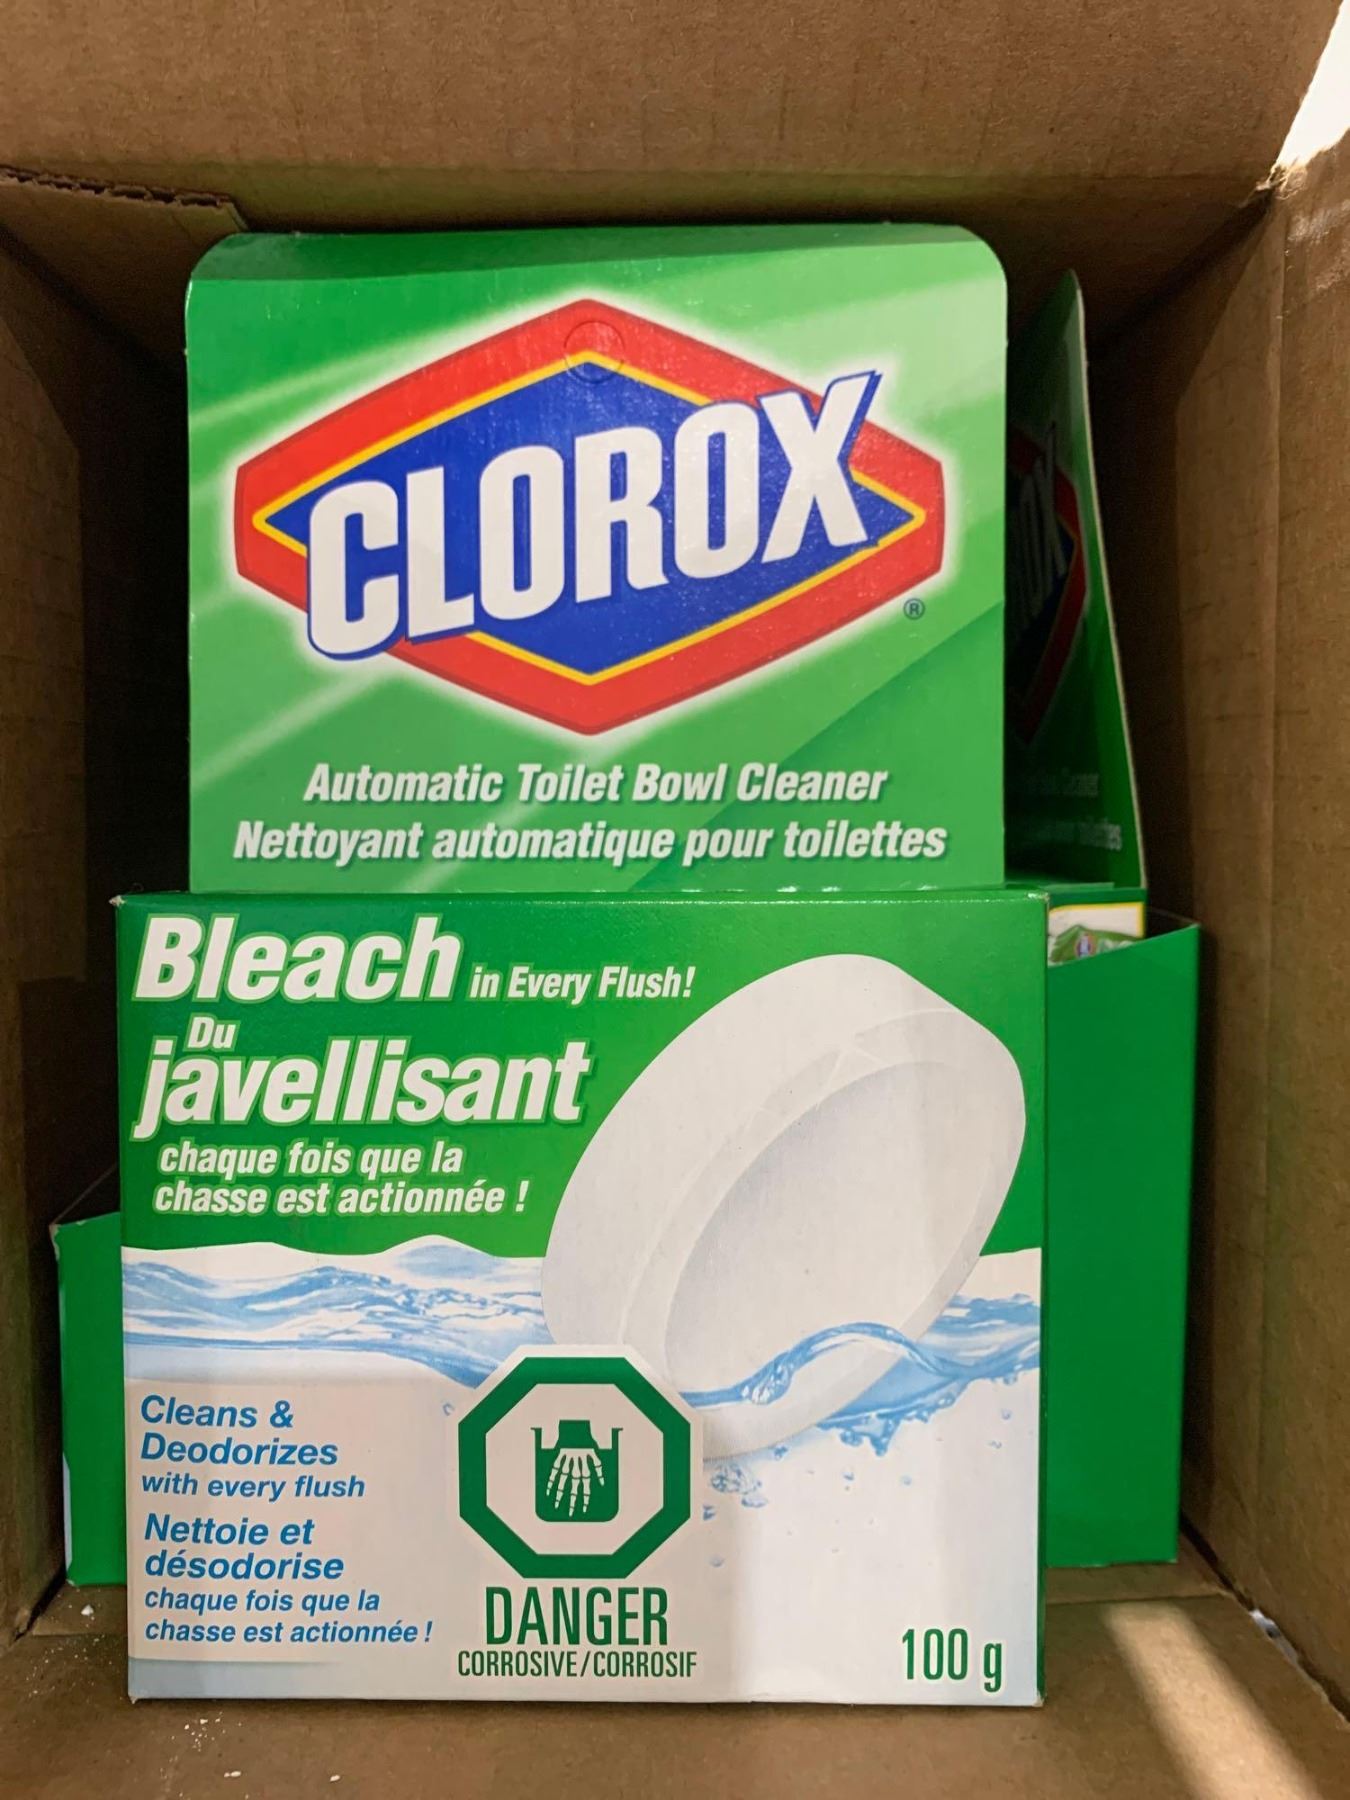 CLOROX
®
Automatic Toilet Bowl Cleaner
Nettoyant automatique pour toilettes
Bleach in Every Flush!
Du
javellisant
chaque fois que la
chasse est actionnée !
Cleans &
Deodorizes
with every flush
Nettoie et
désodorise
chaque fois que la
chasse est actionnée !
DANGER
CORROSIVE/CORROSIF
100 g